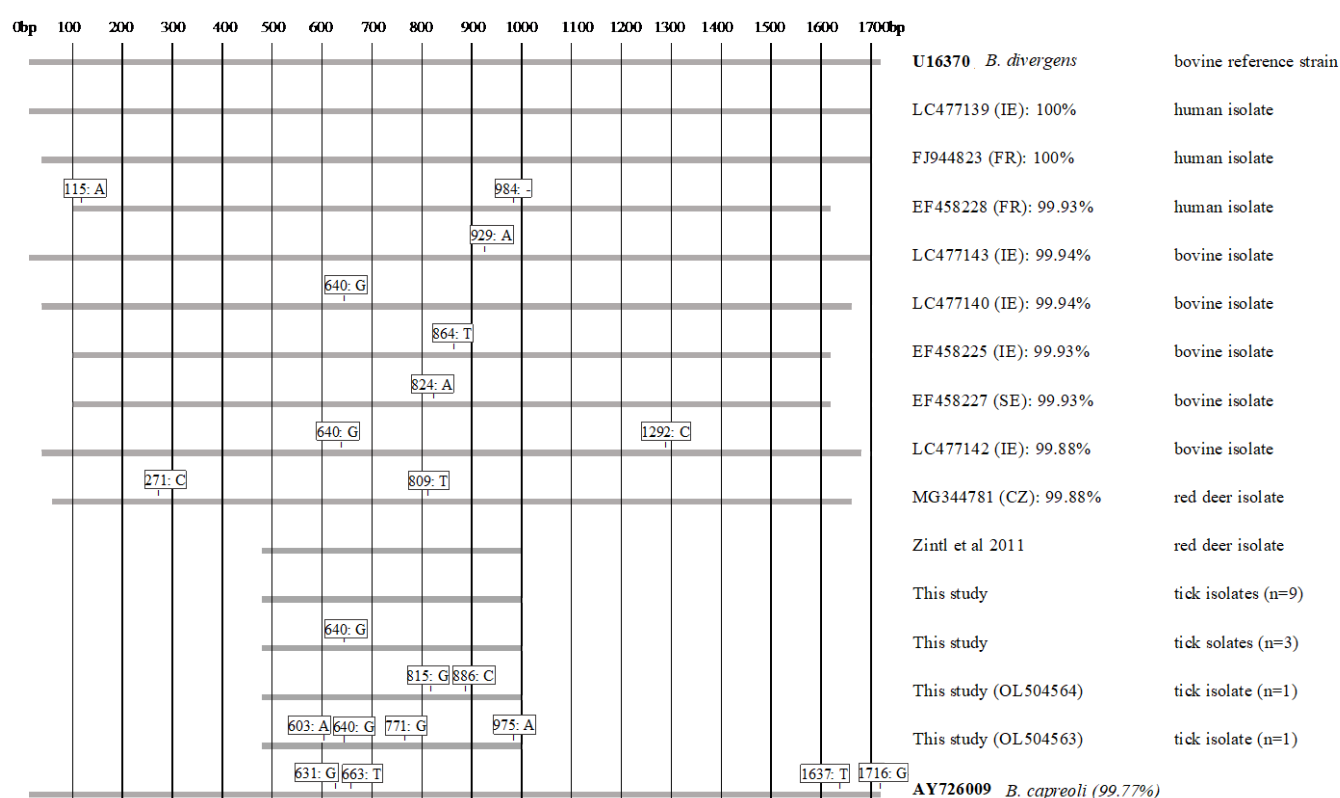 0bp 100 200 300 400 500 600 700 800 900 1000 1100 1200 1300 1400 1500 1600 1700bp
U16370 B. divergens bovine reference strain
LC477139 (IE): 100% human isolate
FJ944823 (FR): 100% human isolate
115: A 984: -
EF458228 (FR): 99.93% human isolate
929: A
LC477143 (IE): 99.94% bovine isolate
640: G
LC477140 (IE): 99.94% bovine isolate
864: T
EF458225 (IE): 99.93% bovine isolate
824: A
EF458227 (SE): 99.93% bovine isolate
640: G 1292: C
LC477142 (IE): 99.88% bovine isolate
271: C 809: T
MG344781 (CZ): 99.88% red deer isolate
Zintl et al 2011 red deer isolate
This study tick isolates (n=9)
640: G
This study tick solates (n=3)
815: G 886: C
This study (OL504564) tick isolate (n=1)
603: A 640: G 771: G 975: A
This study (OL504563) tick isolate (n=1)
631: G 663: T 1637: T 1716: G
AY726009 B. capreoli (99.77%)